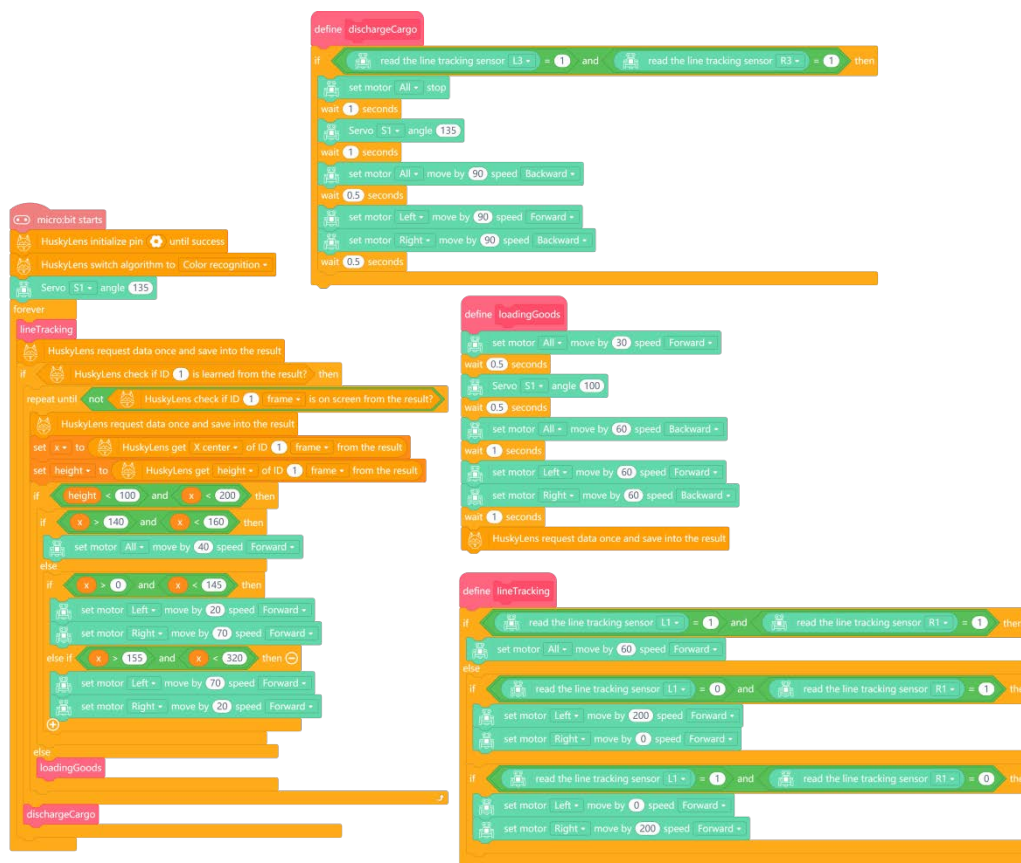 define dischargeCargo
if read the line tracking sensor L3 = 1 and read the line tracking sensor R3 = 1 then
set motor All stop
wait 1 seconds
Servo S1 angle 135
wait 1 seconds
set motor All move by 90 speed Backward
wait 0.5 seconds
set motor Left move by 90 speed Forward
set motor Right move by 90 speed Backward
wait 0.5 seconds
micro:bit starts
HuskyLens initialize pin until success
HuskyLens switch algorithm to Color recognition
Servo S1 angle 135
forever
lineTracking
HuskyLens request data once and save into the result
if HuskyLens check if ID 1 is learned from the result? then
repeat until not HuskyLens check if ID 1 frame is on screen from the result?
HuskyLens request data once and save into the result
set x to HuskyLens get X center of ID 1 frame from the result
set height to HuskyLens get height of ID 1 frame from the result
if height < 100 and x < 200 then
if x > 140 and x < 160 then
set motor All move by 40 speed Forward
else
if x > 0 and x < 145 then
set motor Left move by 20 speed Forward
set motor Right move by 70 speed Forward
else if x > 155 and x < 320 then
set motor Left move by 70 speed Forward
set motor Right move by 20 speed Forward
else
loadingGoods
dischargeCargo
define loadingGoods
set motor All move by 30 speed Forward
wait 0.5 seconds
Servo S1 angle 100
wait 0.5 seconds
set motor All move by 60 speed Backward
wait 1 seconds
set motor Left move by 60 speed Forward
set motor Right move by 60 speed Backward
wait 1 seconds
HuskyLens request data once and save into the result
define lineTracking
if read the line tracking sensor L1 = 1 and read the line tracking sensor R1 = 1 then
set motor All move by 60 speed Forward
else
if read the line tracking sensor L1 = 0 and read the line tracking sensor R1 = 1 the
set motor Left move by 200 speed Forward
set motor Right move by 0 speed Forward
if read the line tracking sensor L1 = 1 and read the line tracking sensor R1 = 0 the
set motor Left move by 0 speed Forward
set motor Right move by 200 speed Forward